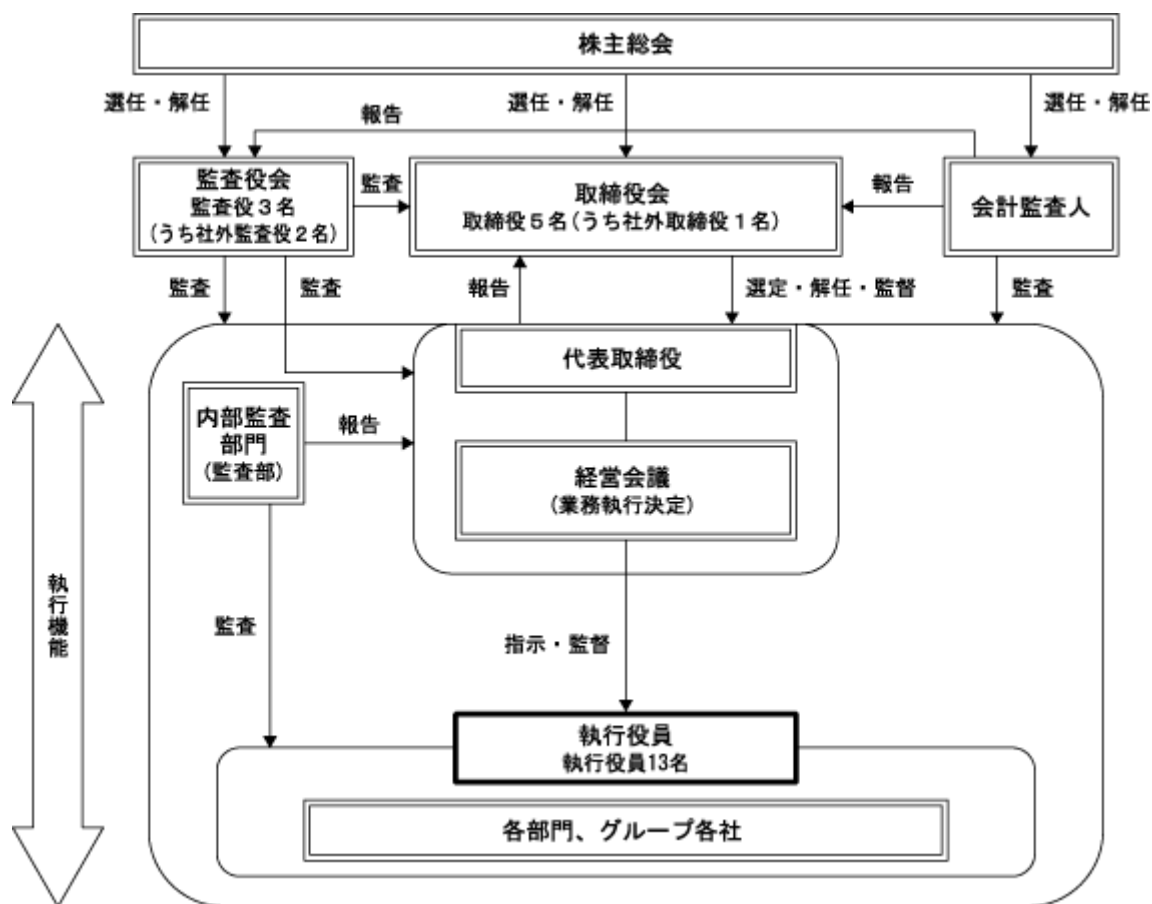 株主総会
選任・解任
選任・解任
選任・解任
報告
監査役会
監査役3名
(うち社外監査役2名)
監査
取締役会
取締役5名(うち社外取締役1名)
報告
会計監査人
監査
監査
報告
選定・解任・監督
監査
代表取締役
内部監査
部門
(監査部)
報告
経営会議
(業務執行決定)
執行機能
監査
指示・監督
執行役員
執行役員13名
各部門、グループ各社